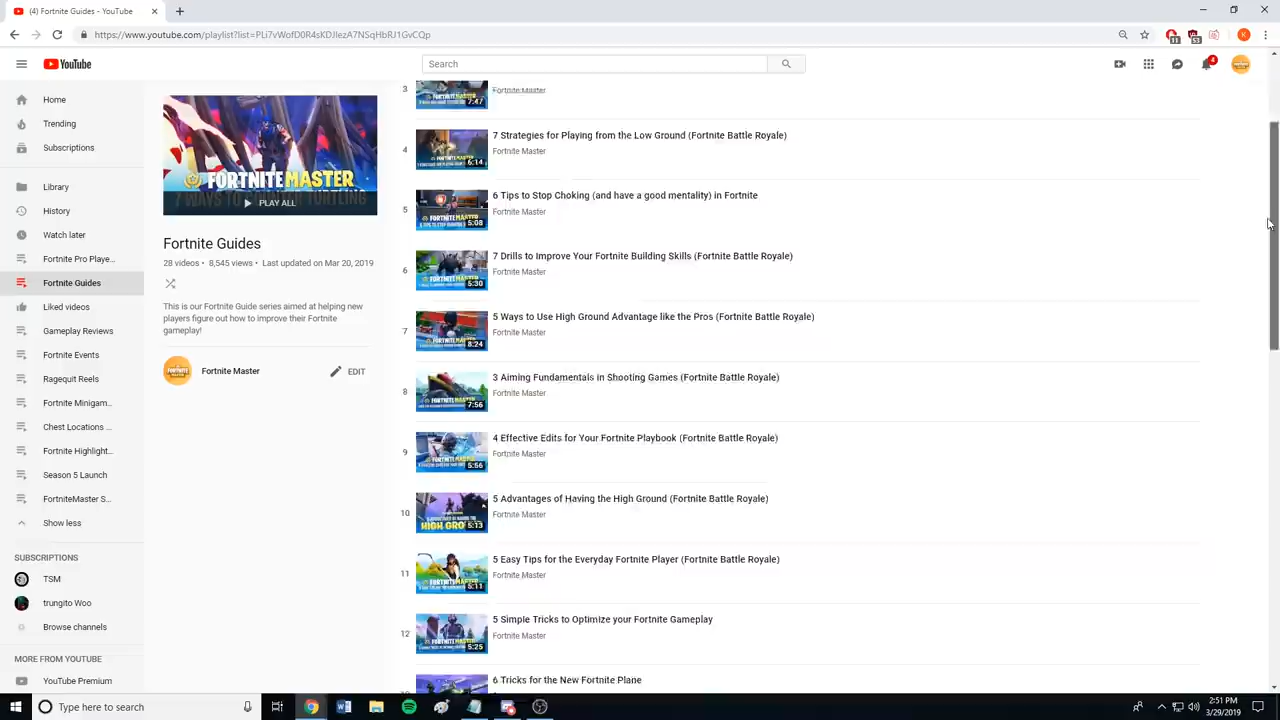 (4) Fortnite Guides - YouTube
https://www.youtube.com/playlist?list=PLi7vWofD0R4sKDJIezA7NSqHbRJ1GvCQp
11
53
K
YouTube
Search
4
Home
Trending
Subscriptions
Library
History
Watch later
Fortnite Pro Playe...
Fortnite Guides
Liked videos
Gameplay Reviews
Fortnite Events
Ragequit Reels
Fortnite Minigam...
Chest Locations ...
Fortnite Highlight...
Season 5 Launch
FortniteMaster S...
Show less
SUBSCRIPTIONS
TSM
trungito Woo
Browse channels
MORE FROM YOUTUBE
YouTube Premium
FORTNITE MASTER
7 WAYS TO COUNTER TURTLING
PLAY ALL
Fortnite Guides
28 videos • 8,545 views • Last updated on Mar 20, 2019
This is our Fortnite Guide series aimed at helping new
players figure out how to improve their Fortnite
gameplay!
Fortnite Master
EDIT
3
7:47
Fortnite Master
4
6:14
7 Strategies for Playing from the Low Ground (Fortnite Battle Royale)
Fortnite Master
5
5:08
6 Tips to Stop Choking (and have a good mentality) in Fortnite
Fortnite Master
6
5:30
7 Drills to Improve Your Fortnite Building Skills (Fortnite Battle Royale)
Fortnite Master
7
8:24
5 Ways to Use High Ground Advantage like the Pros (Fortnite Battle Royale)
Fortnite Master
8
7:56
3 Aiming Fundamentals in Shooting Games (Fortnite Battle Royale)
Fortnite Master
9
5:56
4 Effective Edits for Your Fortnite Playbook (Fortnite Battle Royale)
Fortnite Master
10
HIGH GRO
5:13
5 Advantages of Having the High Ground (Fortnite Battle Royale)
Fortnite Master
11
5:11
5 Easy Tips for the Everyday Fortnite Player (Fortnite Battle Royale)
Fortnite Master
12
5:25
5 Simple Tricks to Optimize your Fortnite Gameplay
Fortnite Master
6 Tricks for the New Fortnite Plane
Type here to search
2:51 PM
3/29/2019